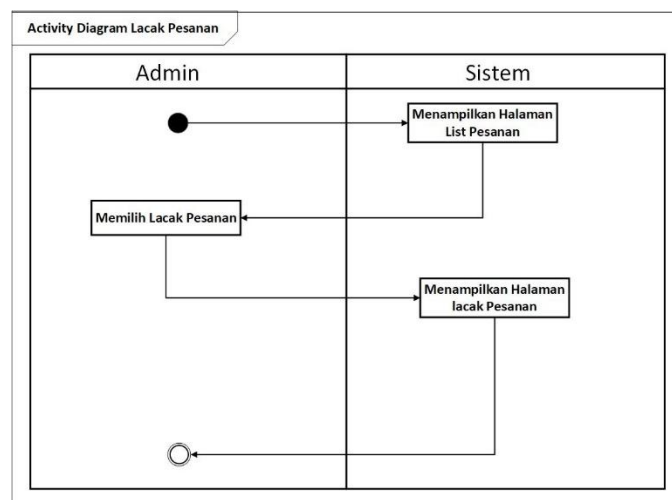 Activity Diagram Lacak Pesanan
Admin
Sistem
Menampilkan Halaman
List Pesanan
Memilih Lacak Pesanan
Menampilkan Halaman
lacak Pesanan